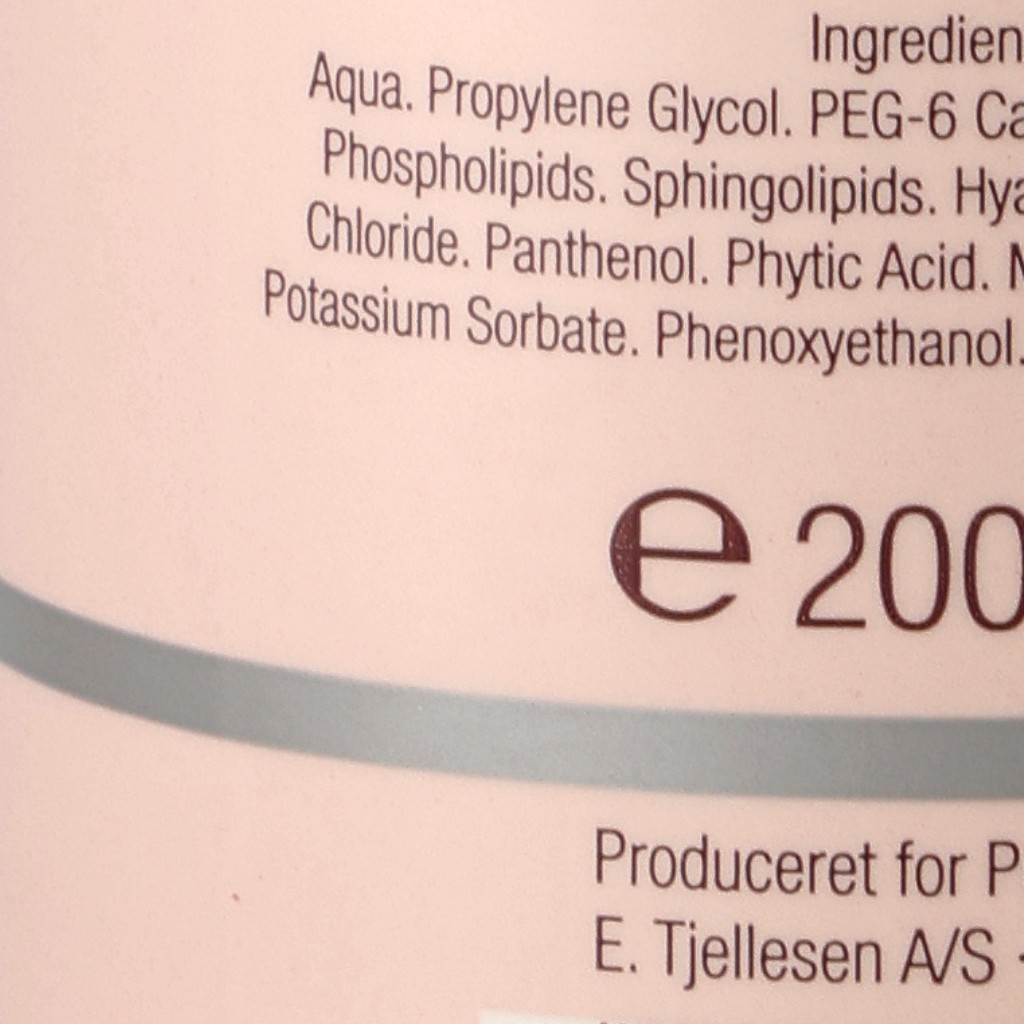 Ingredien
Aqua. Propylene Glycol. PEG-6 Ca
Phospholipids. Sphingolipids. Hya
Chloride. Panthenol. Phytic Acid. M
Potassium Sorbate. Phenoxyethanol.
℮ 200
Produceret for P
E. Tjellesen A/S -